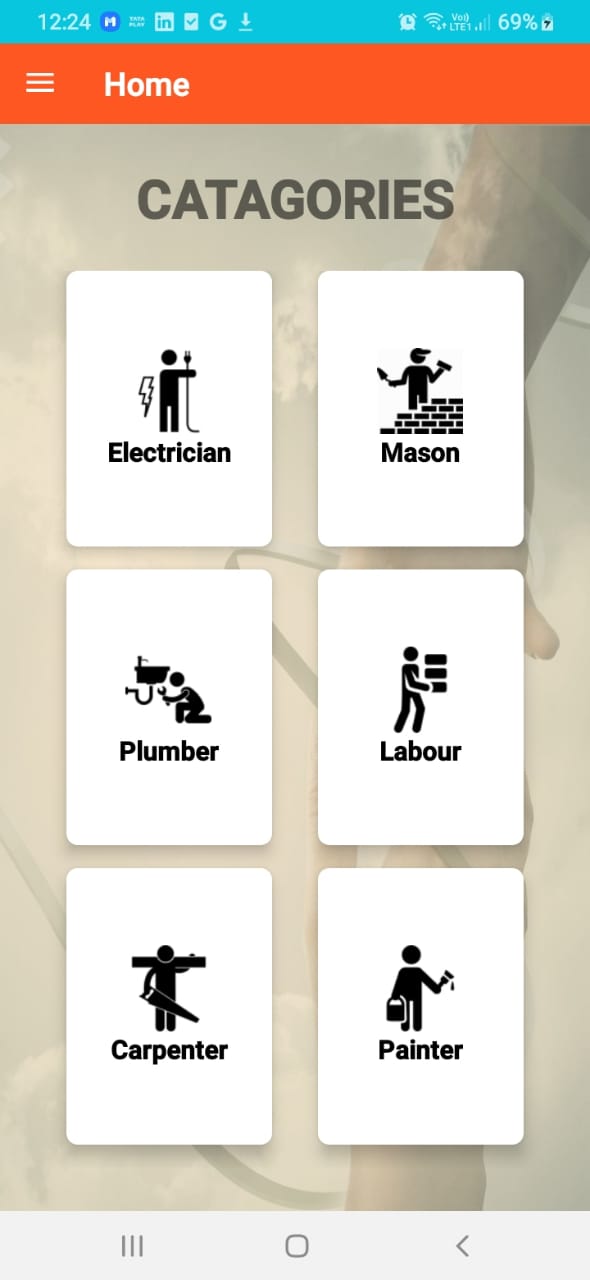 12:24 M TATA PLAY in G Vo) LTE1 69%
Home
CATAGORIES
Electrician Mason
Plumber Labour
Carpenter Painter